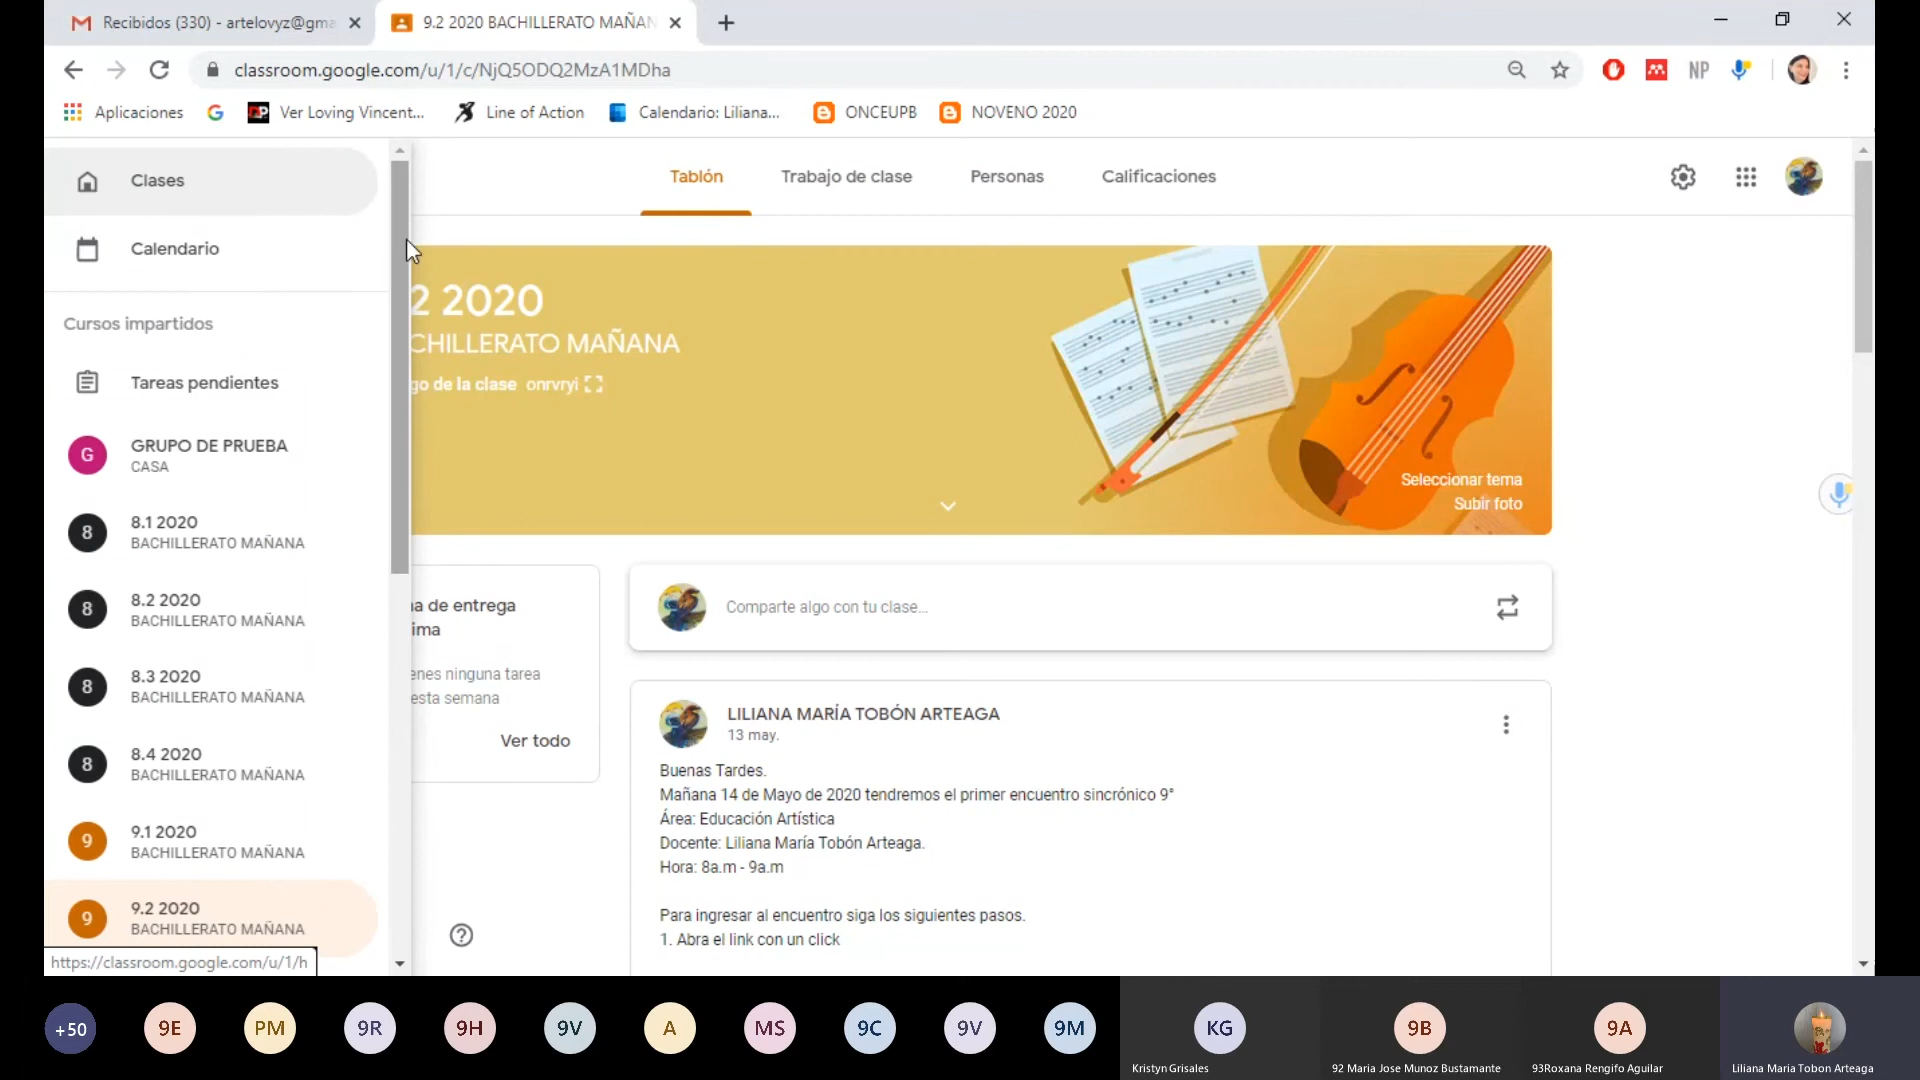 Recibidos (330) - artelovyz@gma
9.2 2020 BACHILLERATO MAÑAN
classroom.google.com/u/1/c/NjQ5ODQ2MzA1MDha
NP
Aplicaciones
Ver Loving Vincent...
Line of Action
Calendario: Liliana...
ONCEUPB
NOVENO 2020
Clases
Calendario
Cursos impartidos
Tareas pendientes
G
GRUPO DE PRUEBA
CASA
8
8.1 2020
BACHILLERATO MAÑANA
8
8.2 2020
BACHILLERATO MAÑANA
8
8.3 2020
BACHILLERATO MAÑANA
8
8.4 2020
BACHILLERATO MAÑANA
9
9.1 2020
BACHILLERATO MAÑANA
9
9.2 2020
BACHILLERATO MAÑANA
https://classroom.google.com/u/1/h
Tablón
Trabajo de clase
Personas
Calificaciones
2 2020
CHILLERATO MAÑANA
go de la clase onrvryi
Seleccionar tema
Subir foto
na de entrega
ima
enes ninguna tarea
esta semana
Ver todo
Comparte algo con tu clase...
LILIANA MARÍA TOBÓN ARTEAGA
13 may.
Buenas Tardes.
Mañana 14 de Mayo de 2020 tendremos el primer encuentro sincrónico 9°
Área: Educación Artística
Docente: Liliana María Tobón Arteaga.
Hora: 8a.m - 9a.m
Para ingresar al encuentro siga los siguientes pasos.
1. Abra el link con un click
+50
9E
PM
9R
9H
9V
A
MS
9C
9V
9M
KG
Kristyn Grisales
9B
92 Maria Jose Munoz Bustamante
9A
93Roxana Rengifo Aguilar
Liliana Maria Tobon Arteaga